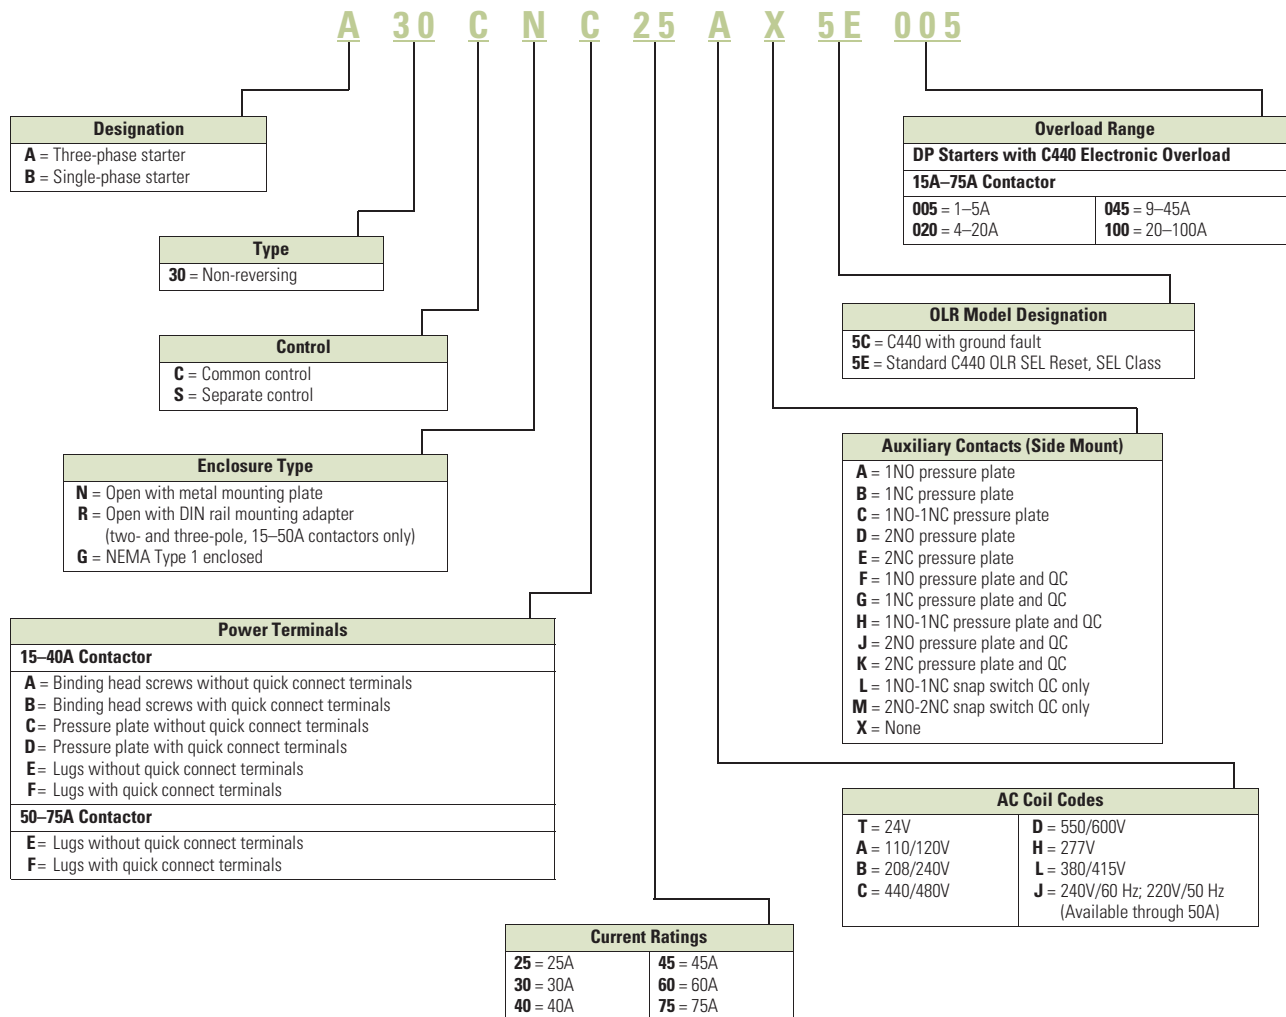 A 30 C N C 25 A X 5E 005
Designation
A = Three-phase starter
B = Single-phase starter
Type
30 = Non-reversing
Control
C = Common control
S = Separate control
Enclosure Type
N = Open with metal mounting plate
R = Open with DIN rail mounting adapter
(two- and three-pole, 15–50A contactors only)
G = NEMA Type 1 enclosed
Power Terminals
15–40A Contactor
A = Binding head screws without quick connect terminals
B = Binding head screws with quick connect terminals
C = Pressure plate without quick connect terminals
D = Pressure plate with quick connect terminals
E = Lugs without quick connect terminals
F = Lugs with quick connect terminals
50–75A Contactor
E = Lugs without quick connect terminals
F = Lugs with quick connect terminals
Current Ratings
25 = 25A
30 = 30A
40 = 40A
45 = 45A
60 = 60A
75 = 75A
Overload Range
DP Starters with C440 Electronic Overload
15A–75A Contactor
005 = 1–5A
020 = 4–20A
045 = 9–45A
100 = 20–100A
OLR Model Designation
5C = C440 with ground fault
5E = Standard C440 OLR SEL Reset, SEL Class
Auxiliary Contacts (Side Mount)
A = 1NO pressure plate
B = 1NC pressure plate
C = 1NO-1NC pressure plate
D = 2NO pressure plate
E = 2NC pressure plate
F = 1NO pressure plate and QC
G = 1NC pressure plate and QC
H = 1NO-1NC pressure plate and QC
J = 2NO pressure plate and QC
K = 2NC pressure plate and QC
L = 1NO-1NC snap switch QC only
M = 2NO-2NC snap switch QC only
X = None
AC Coil Codes
T = 24V
A = 110/120V
B = 208/240V
C = 440/480V
D = 550/600V
H = 277V
L = 380/415V
J = 240V/60 Hz; 220V/50 Hz
(Available through 50A)